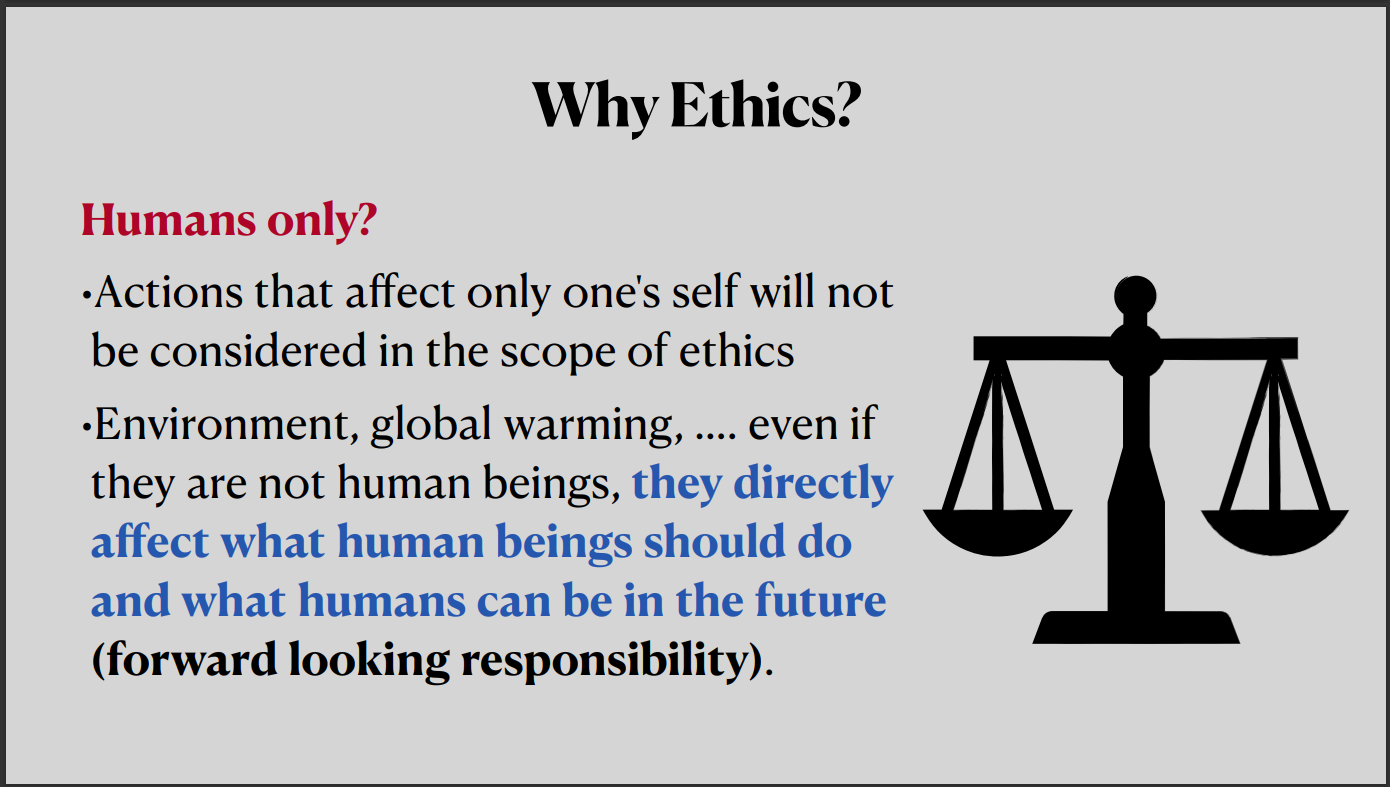 Why Ethics?
Humans only?
•Actions that affect only one's self will not
be considered in the scope of ethics
•Environment, global warming, .... even if
they are not human beings, they directly
affect what human beings should do
and what humans can be in the future
(forward looking responsibility).